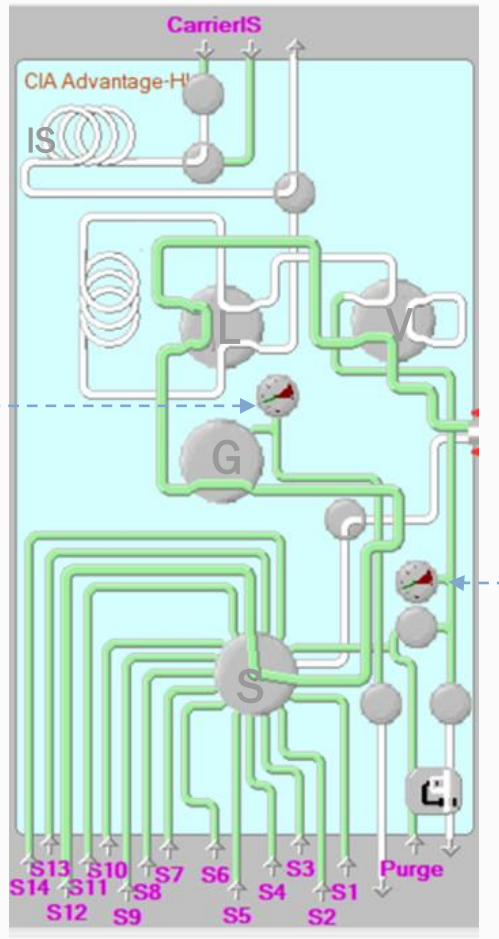 CarrierIS
CIA Advantage-H
IS
L
V
G
S
S13
S10
S14
S11
S12
S9
S8
S7
S6
S5
S4
S3
S2
S1
Purge